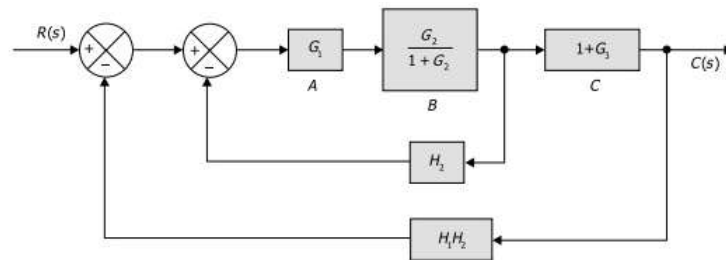 R(s)
+
−
+
−
G₁
A
G₂
1 + G₂
B
1+G₃
C
C(s)
H₂
H₁H₂